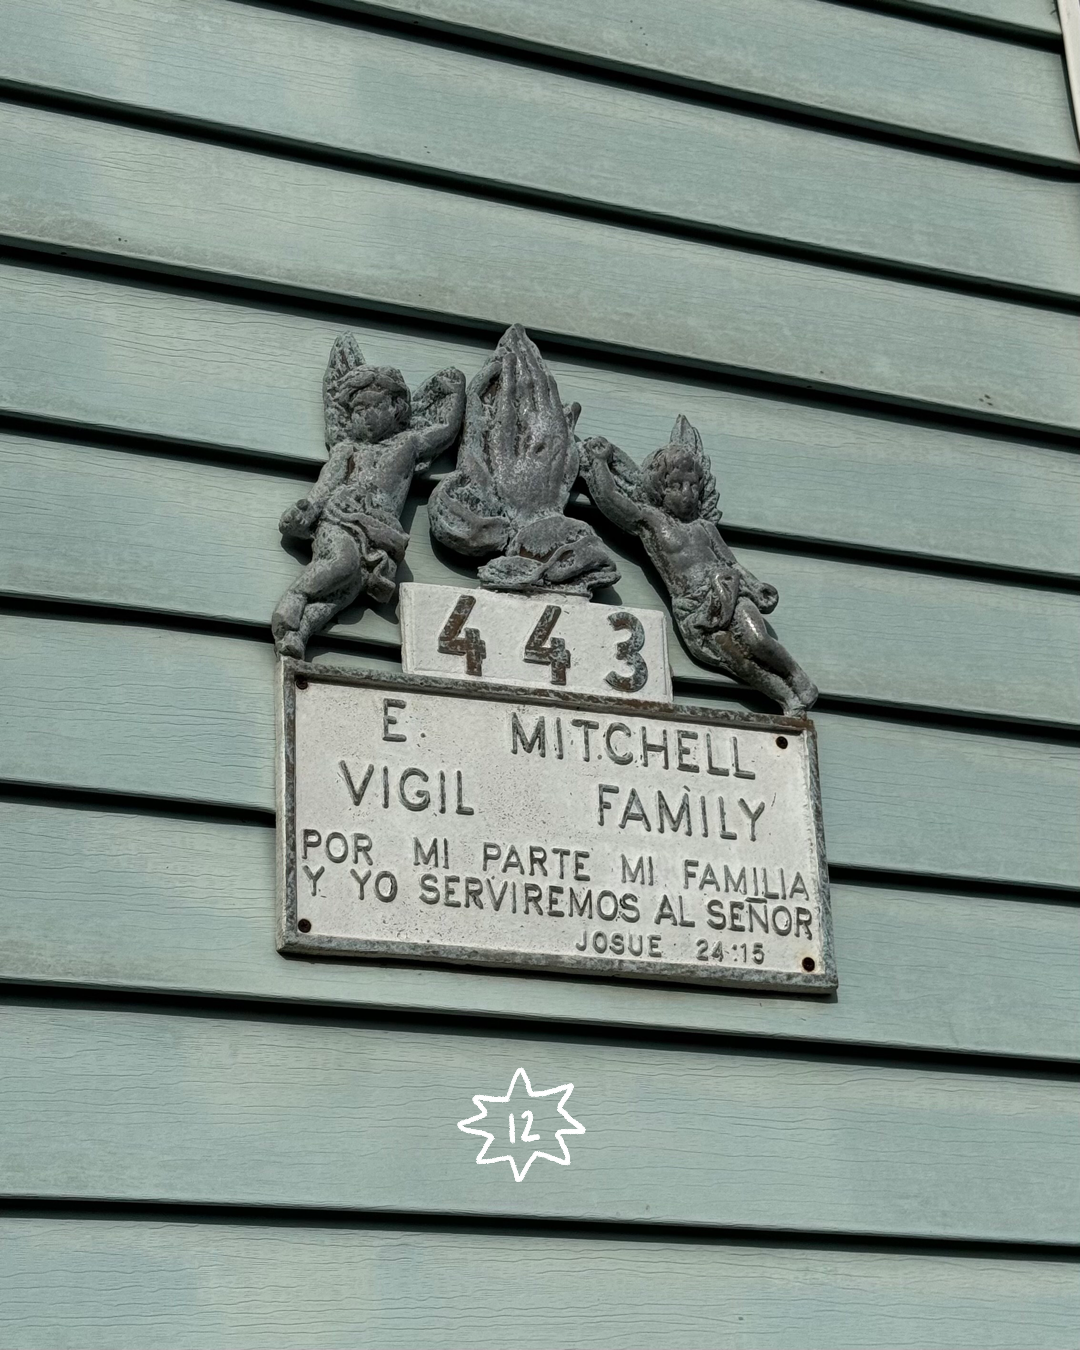 443
E. MITCHELL
VIGIL FAMILY
POR MI PARTE MI FAMILIA
Y YO SERVIREMOS AL SEÑOR
JOSUE 24:15
12